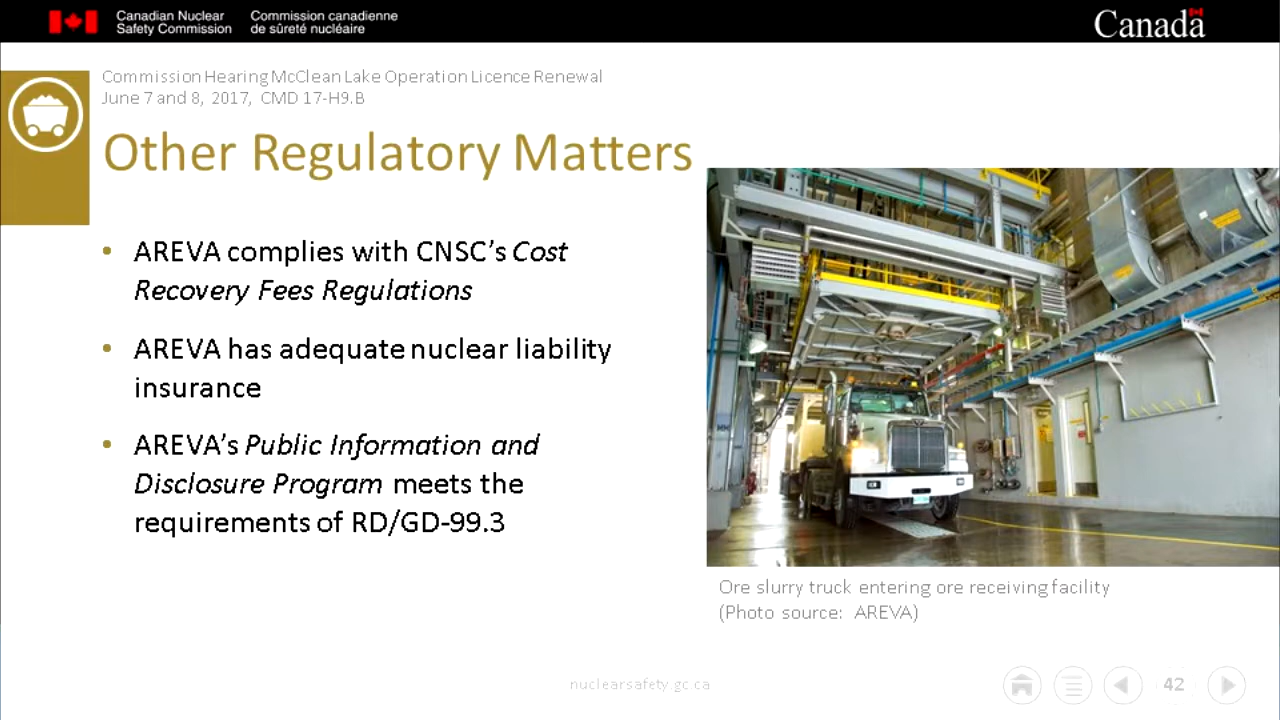 Canadian Nuclear
Safety Commission
Commission canadienne
de sûreté nucléaire
Canada
Commission Hearing McClean Lake Operation Licence Renewal
June 7 and 8, 2017, CMD 17-H9.B
Other Regulatory Matters
• AREVA complies with CNSC’s Cost
Recovery Fees Regulations
• AREVA has adequate nuclear liability
insurance
• AREVA’s Public Information and
Disclosure Program meets the
requirements of RD/GD-99.3
Ore slurry truck entering ore receiving facility
(Photo source: AREVA)
nuclearsafety.gc.ca
42